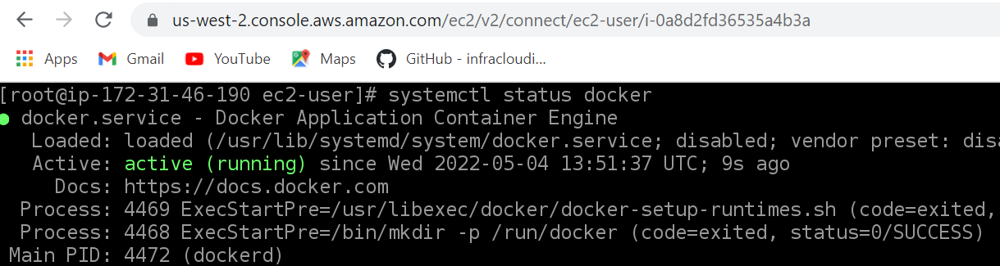 us-west-2.console.aws.amazon.com/ec2/v2/connect/ec2-user/i-0a8d2fd36535a4b3a
Apps Gmail YouTube Maps GitHub - infracloudi...
[root@ip-172-31-46-190 ec2-user]# systemctl status docker
● docker.service - Docker Application Container Engine
Loaded: loaded (/usr/lib/systemd/system/docker.service; disabled; vendor preset: disa
Active: active (running) since Wed 2022-05-04 13:51:37 UTC; 9s ago
Docs: https://docs.docker.com
Process: 4469 ExecStartPre=/usr/libexec/docker/docker-setup-runtimes.sh (code=exited,
Process: 4468 ExecStartPre=/bin/mkdir -p /run/docker (code=exited, status=0/SUCCESS)
Main PID: 4472 (dockerd)